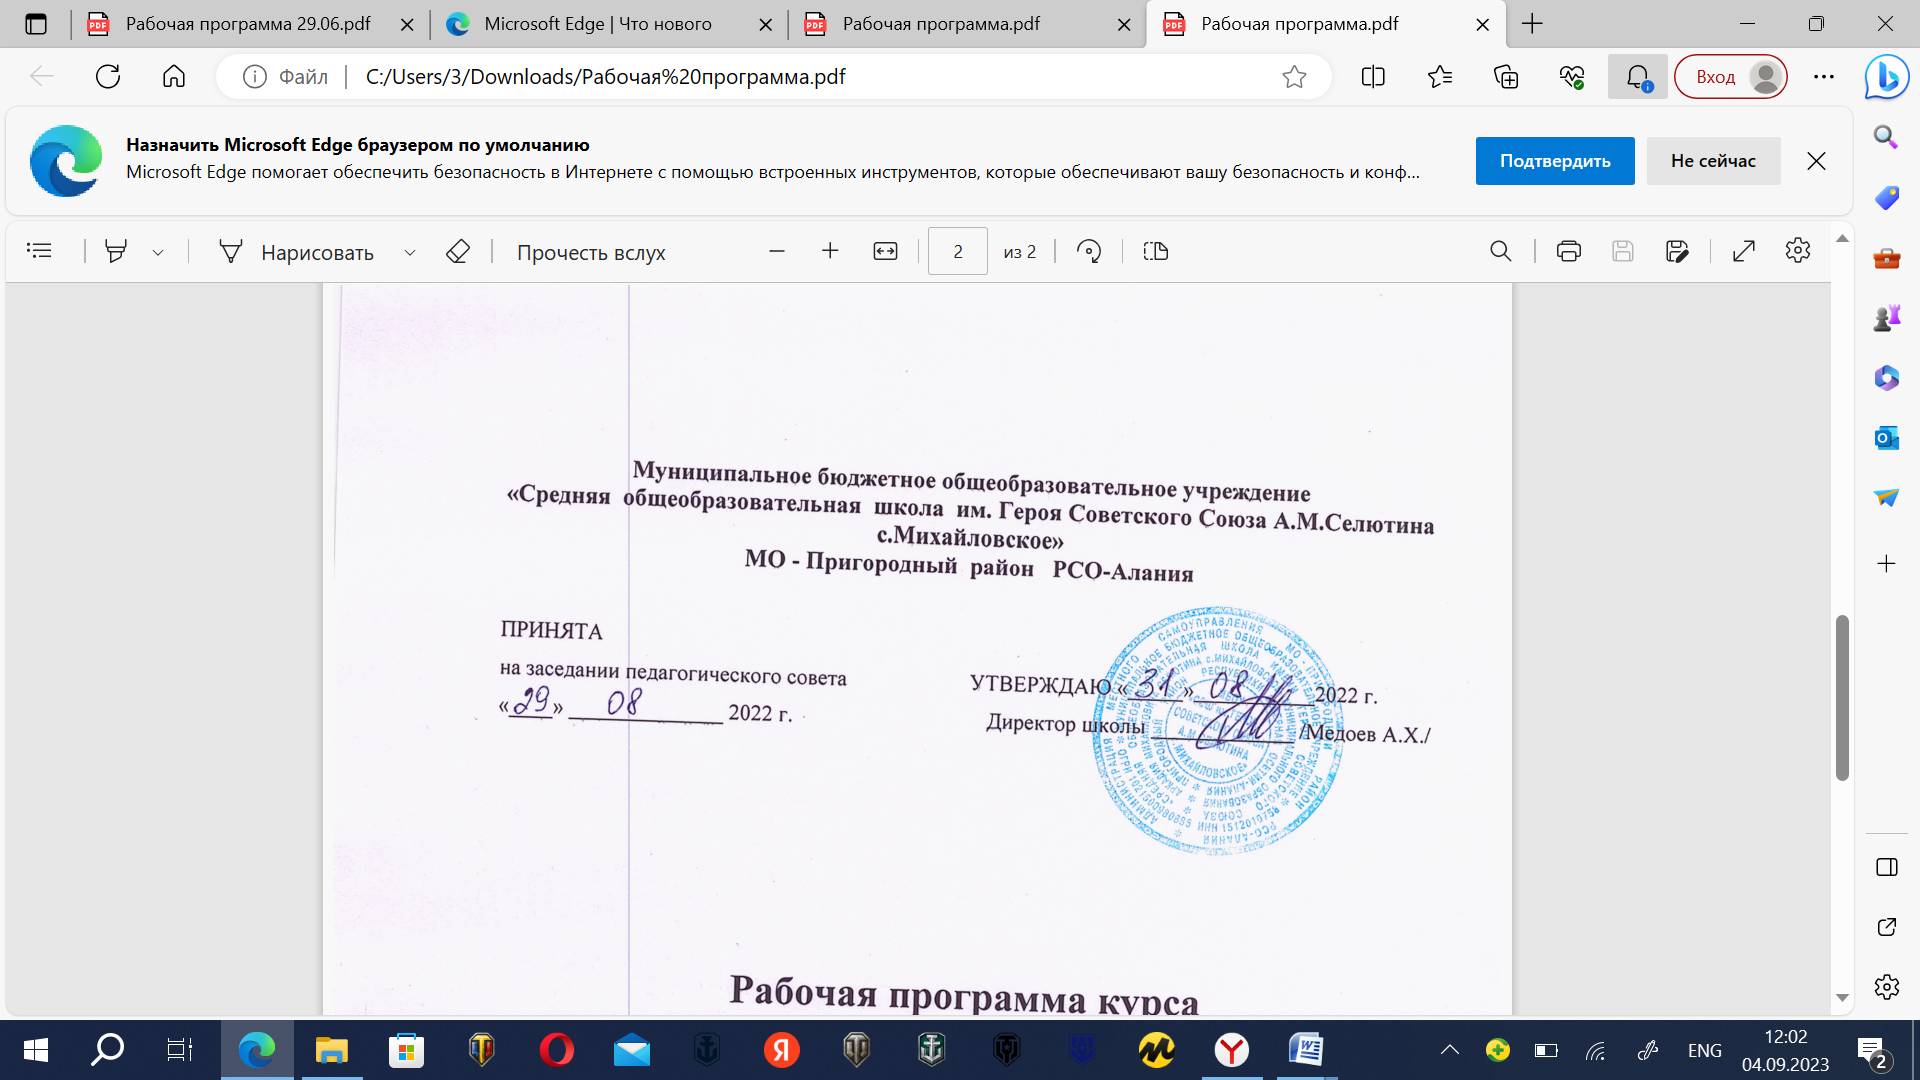 Рабочая программа 29.06.pdf
Microsoft Edge | Что нового
Рабочая программа.pdf
Рабочая программа.pdf
Файл
C:/Users/3/Downloads/Рабочая%20программа.pdf
Вход
Назначить Microsoft Edge браузером по умолчанию
Microsoft Edge помогает обеспечить безопасность в Интернете с помощью встроенных инструментов, которые обеспечивают вашу безопасность и конф...
Подтвердить
Не сейчас
Нарисовать
Прочесть вслух
2
из 2
Муниципальное бюджетное общеобразовательное учреждение
«Средняя общеобразовательная школа им. Героя Советского Союза А.М.Селютина
с.Михайловское»
МО - Пригородный район РСО-Алания
ПРИНЯТА
на заседании педагогического совета
«29» 08 2022 г.
УТВЕРЖДАЮ «31» 08 2022 г.
Директор школы /Медоев А.Х./
Рабочая программа курса
ENG
12:02
04.09.2023
2